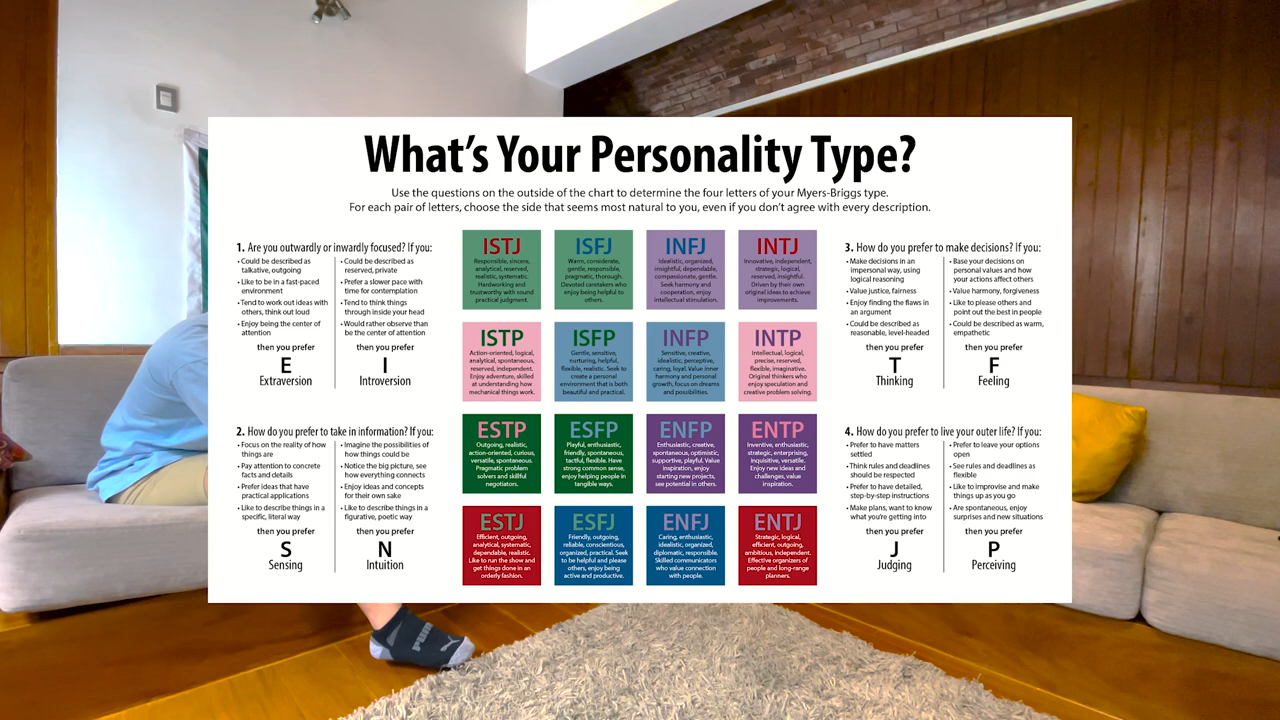 What's Your Personality Type?
Use the questions on the outside of the chart to determine the four letters of your Myers-Briggs type.
For each pair of letters, choose the side that seems most natural to you, even if you don't agree with every description.
1. Are you outwardly or inwardly focused? If you:
• Could be described as
talkative, outgoing
• Like to be in a fast-paced
environment
• Tend to work out ideas with
others, think out loud
• Enjoy being the center of
attention
then you prefer
E
Extraversion
• Could be described as
reserved, private
• Prefer a slower pace with
time for contemplation
• Tend to think things
through inside your head
• Would rather observe than
be the center of attention
then you prefer
I
Introversion
2. How do you prefer to take in information? If you:
• Focus on the reality of how
things are
• Pay attention to concrete
facts and details
• Prefer ideas that have
practical applications
• Like to describe things in a
specific, literal way
then you prefer
S
Sensing
• Imagine the possibilities of
how things could be
• Notice the big picture, see
how everything connects
• Enjoy ideas and concepts
for their own sake
• Like to describe things in a
figurative, poetic way
then you prefer
N
Intuition
ISTJ
Responsible, sincere,
analytical, reserved,
realistic, systematic.
Hardworking and
trustworthy with sound
practical judgment.
ISFJ
Warm, considerate,
gentle, responsible,
pragmatic, thorough.
Devoted caretakers who
enjoy being helpful to
others.
INFJ
Idealistic, organized,
insightful, dependable,
compassionate, gentle.
Seek harmony and
cooperation, enjoy
intellectual stimulation.
INTJ
Innovative, independent,
strategic, logical,
reserved, insightful.
Driven by their own
original ideas to achieve
improvements.
ISTP
Action-oriented, logical,
analytical, spontaneous,
reserved, independent.
Enjoy adventure, skilled
at understanding how
mechanical things work.
ISFP
Gentle, sensitive,
nurturing, helpful,
flexible, realistic. Seek to
create a personal
environment that is both
beautiful and practical.
INFP
Sensitive, creative,
idealistic, perceptive,
caring, loyal. Value inner
harmony and personal
growth, focus on dreams
and possibilities.
INTP
Intellectual, logical,
precise, reserved,
flexible, imaginative.
Original thinkers who
enjoy speculation and
creative problem solving.
ESTP
Outgoing, realistic,
action-oriented, curious,
versatile, spontaneous.
Pragmatic problem
solvers and skillful
negotiators.
ESFP
Playful, enthusiastic,
friendly, spontaneous,
tactful, flexible. Have
strong common sense,
enjoy helping people in
tangible ways.
ENFP
Enthusiastic, creative,
spontaneous, optimistic,
supportive, playful. Value
inspiration, enjoy
starting new projects,
see potential in others.
ENTP
Inventive, enthusiastic,
strategic, enterprising,
inquisitive, versatile.
Enjoy new ideas and
challenges, value
inspiration.
ESTJ
Efficient, outgoing,
analytical, systematic,
dependable, realistic.
Like to run the show and
get things done in an
orderly fashion.
ESFJ
Friendly, outgoing,
reliable, conscientious,
organized, practical. Seek
to be helpful and please
others, enjoy being
active and productive.
ENFJ
Caring, enthusiastic,
idealistic, organized,
diplomatic, responsible.
Skilled communicators
who value connection
with people.
ENTJ
Strategic, logical,
efficient, outgoing,
ambitious, independent.
Effective organizers of
people and long-range
planners.
3. How do you prefer to make decisions? If you:
• Make decisions in an
impersonal way, using
logical reasoning
• Value justice, fairness
• Enjoy finding the flaws in
an argument
• Could be described as
reasonable, level-headed
then you prefer
T
Thinking
• Base your decisions on
personal values and how
your actions affect others
• Value harmony, forgiveness
• Like to please others and
point out the best in people
• Could be described as warm,
empathetic
then you prefer
F
Feeling
4. How do you prefer to live your outer life? If you:
• Prefer to have matters
settled
• Think rules and deadlines
should be respected
• Prefer to have detailed,
step-by-step instructions
• Make plans, want to know
what you're getting into
then you prefer
J
Judging
• Prefer to leave your options
open
• See rules and deadlines as
flexible
• Like to improvise and make
things up as you go
• Are spontaneous, enjoy
surprises and new situations
then you prefer
P
Perceiving
PUMA